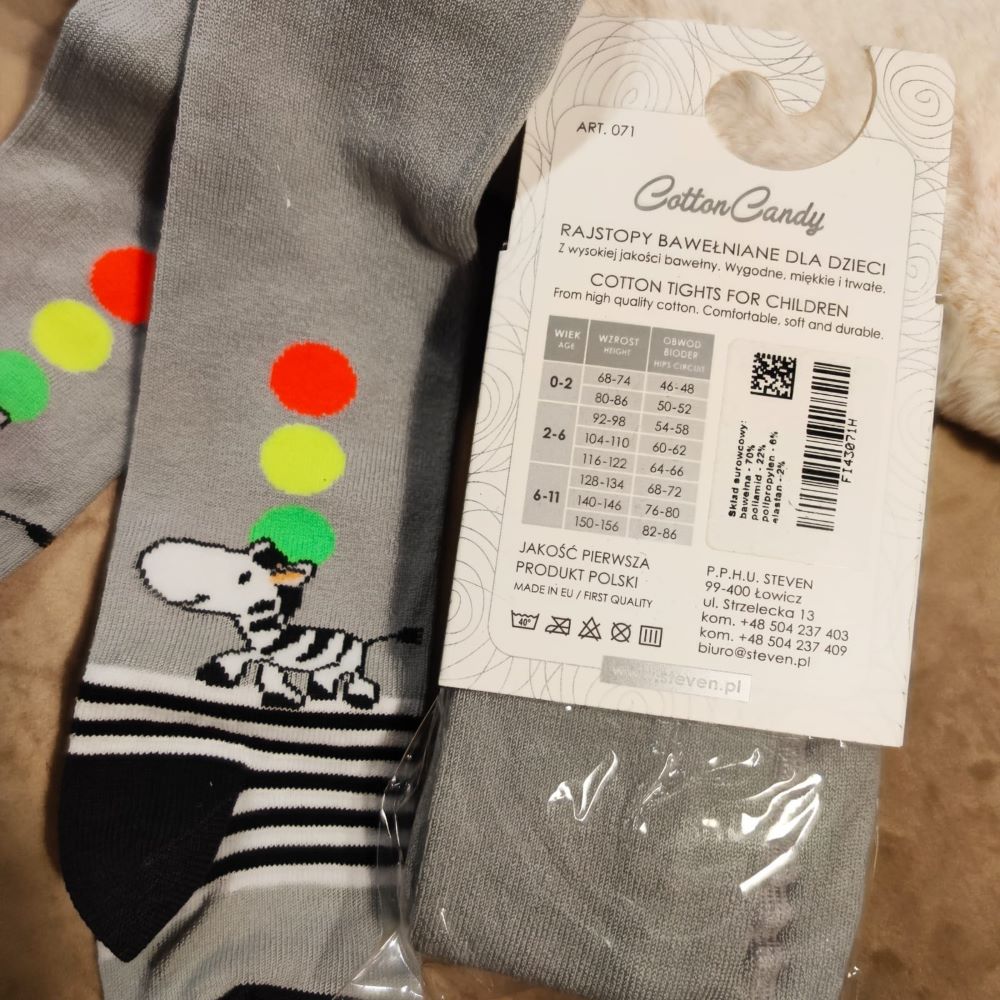 ART. 071
Cotton Candy
RAJSTOPY BAWEŁNIANE DLA DZIECI
Z wysokiej jakości bawełny. Wygodne, miękkie i trwałe.
COTTON TIGHTS FOR CHILDREN
From high quality cotton. Comfortable, soft and durable.
WIEK AGE WZROST HEIGHT OBWÓD BIODER HIPS CIRCUIT
0-2 68-74 46-48
80-86 50-52
2-6 92-98 54-58
104-110 60-62
116-122 64-66
6-11 128-134 68-72
140-146 76-80
150-156 82-86
Skład surowcowy:
bawełna - 70%
poliamid - 22%
polipropylen - 6%
elastan - 2%
FI43071H
JAKOŚĆ PIERWSZA
PRODUKT POLSKI
MADE IN EU / FIRST QUALITY
40°
P.P.H.U. STEVEN
99-400 Łowicz
ul. Strzelecka 13
kom. +48 504 237 403
kom. +48 504 237 409
biuro@steven.pl
www.steven.pl